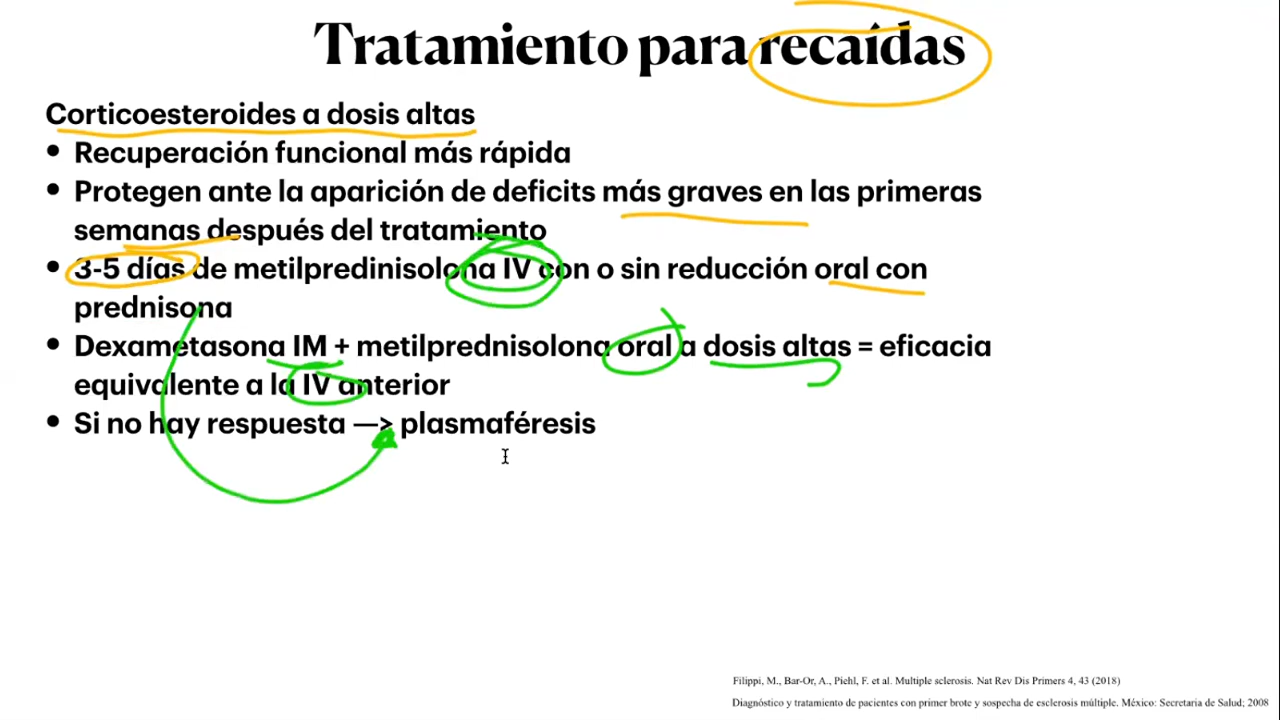 Tratamiento para recaídas
Corticoesteroides a dosis altas
• Recuperación funcional más rápida
• Protegen ante la aparición de deficits más graves en las primeras
semanas después del tratamiento
• 3-5 días de metilpredinisolona IV con o sin reducción oral con
prednisona
• Dexametasona IM + metilprednisolona oral a dosis altas = eficacia
equivalente a la IV anterior
• Si no hay respuesta —> plasmaféresis
Filippi, M., Bar-Or, A., Piehl, F. et al. Multiple sclerosis. Nat Rev Dis Primers 4, 43 (2018)
Diagnóstico y tratamiento de pacientes con primer brote y sospecha de esclerosis múltiple. México: Secretaria de Salud; 2008